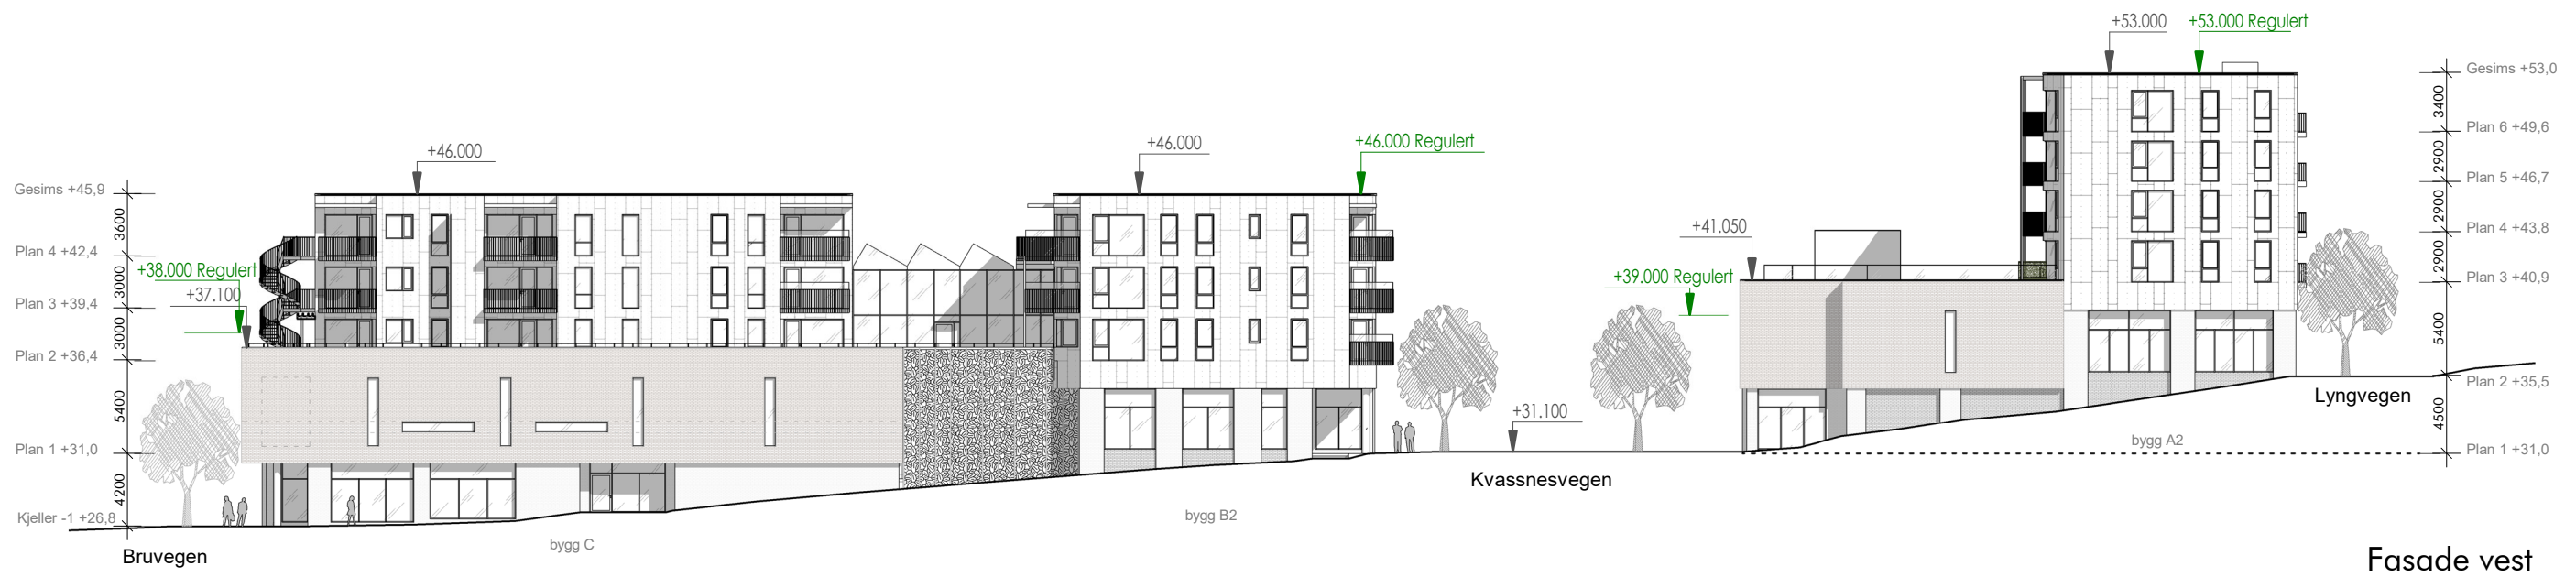 +53.000
+53.000 Regulert
Gesims +53,0
3400
Plan 6 +49,6
2900
Plan 5 +46,7
2900
Plan 4 +43,8
2900
Plan 3 +40,9
5400
Plan 2 +35,5
4500
Plan 1 +31,0
+46.000
+46.000
+46.000 Regulert
Gesims +45,9
3600
Plan 4 +42,4
+38.000 Regulert
3000
+37.100
Plan 3 +39,4
3000
Plan 2 +36,4
5400
Plan 1 +31,0
4200
Kjeller -1 +26,8
+41.050
+39.000 Regulert
+31.100
Lyngvegen
bygg A2
Kvassnesvegen
bygg B2
bygg C
Bruvegen
Fasade vest